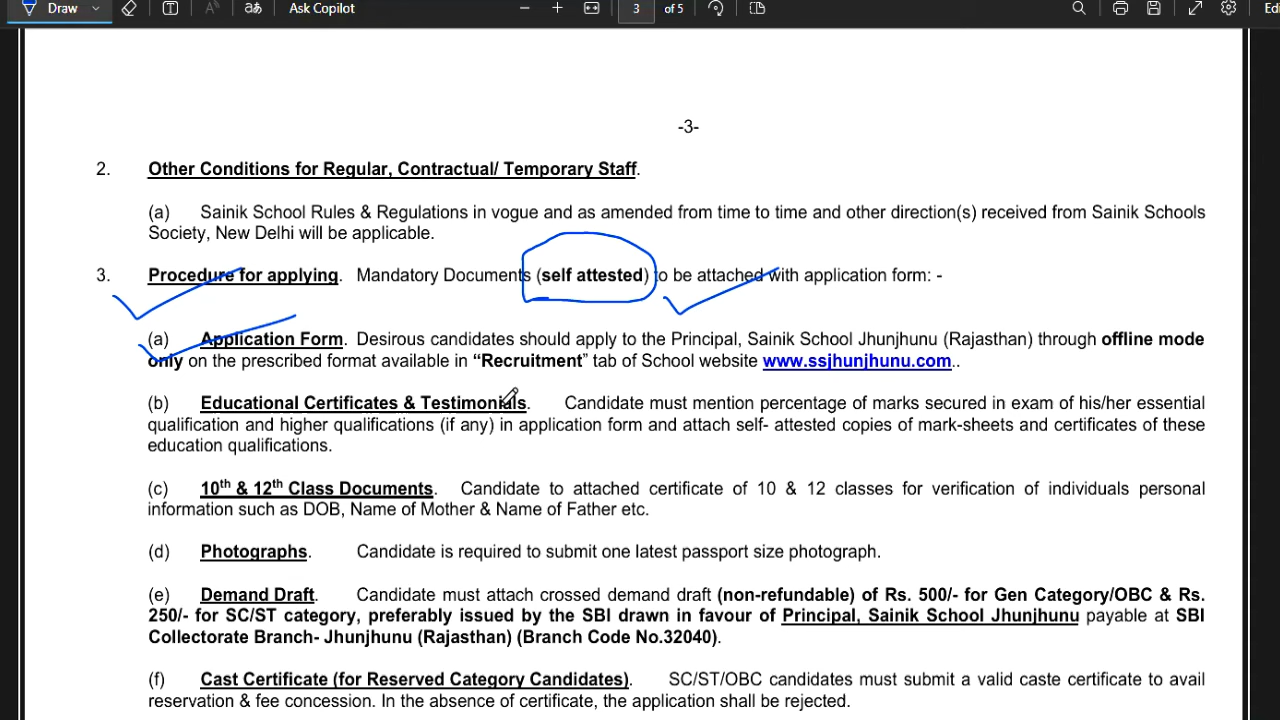 Draw
Ask Copilot
3 of 5
Edi
-3-
2. Other Conditions for Regular, Contractual/ Temporary Staff.
(a) Sainik School Rules & Regulations in vogue and as amended from time to time and other direction(s) received from Sainik Schools
Society, New Delhi will be applicable.
3. Procedure for applying. Mandatory Documents (self attested) to be attached with application form: -
(a) Application Form. Desirous candidates should apply to the Principal, Sainik School Jhunjhunu (Rajasthan) through offline mode
only on the prescribed format available in “Recruitment” tab of School website www.ssjhunjhunu.com..
(b) Educational Certificates & Testimonials. Candidate must mention percentage of marks secured in exam of his/her essential
qualification and higher qualifications (if any) in application form and attach self- attested copies of mark-sheets and certificates of these
education qualifications.
(c) 10th & 12th Class Documents. Candidate to attached certificate of 10 & 12 classes for verification of individuals personal
information such as DOB, Name of Mother & Name of Father etc.
(d) Photographs. Candidate is required to submit one latest passport size photograph.
(e) Demand Draft. Candidate must attach crossed demand draft (non-refundable) of Rs. 500/- for Gen Category/OBC & Rs.
250/- for SC/ST category, preferably issued by the SBI drawn in favour of Principal, Sainik School Jhunjhunu payable at SBI
Collectorate Branch- Jhunjhunu (Rajasthan) (Branch Code No.32040).
(f) Cast Certificate (for Reserved Category Candidates). SC/ST/OBC candidates must submit a valid caste certificate to avail
reservation & fee concession. In the absence of certificate, the application shall be rejected.